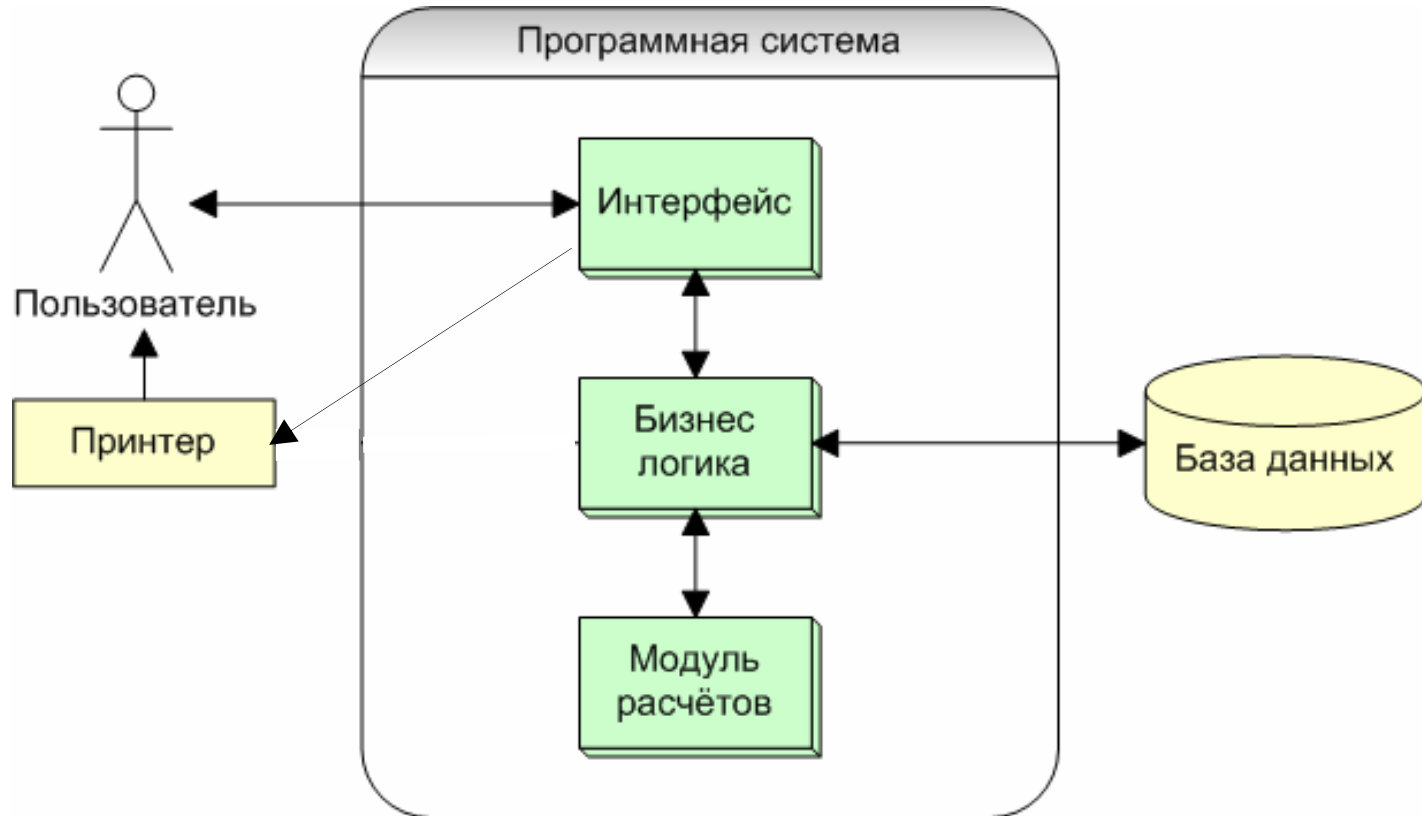 Программная система
Интерфейс
Пользователь
Принтер
Бизнес
логика
База данных
Модуль
расчётов